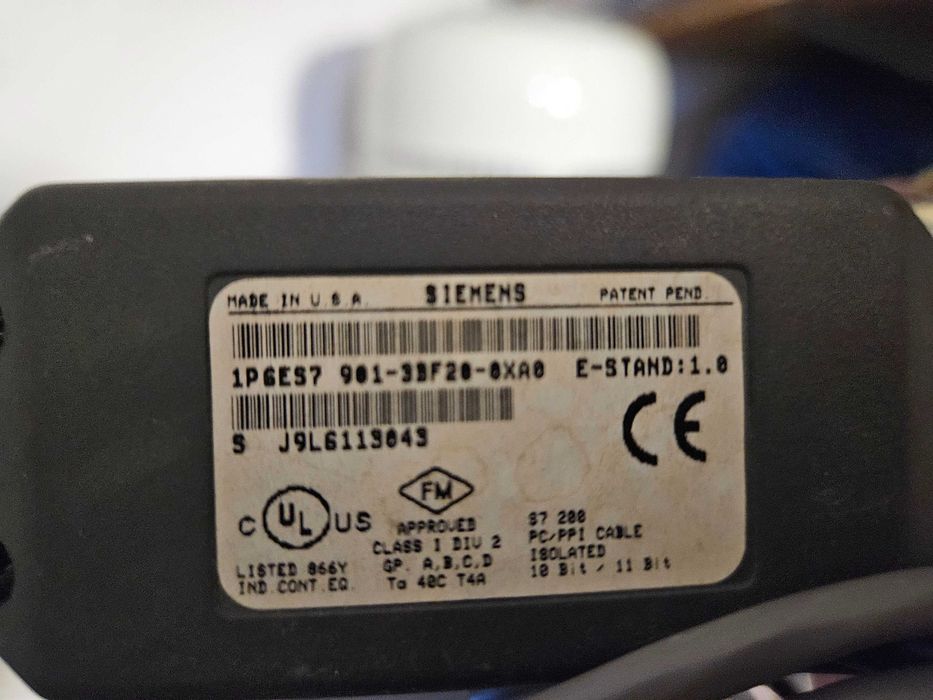 MADE IN U.S.A. SIEMENS PATENT PEND.
1P6ES7 901-3BF20-0XA0 E-STAND:1.0
S J9L6113043
CE
FM
C UL US
APPROVED
CLASS I DIV 2
GP. A,B,C,D
Ta 40C T4A
LISTED 866Y
IND.CONT.EQ.
S7 200
PC/PPI CABLE
ISOLATED
10 Bit / 11 Bit